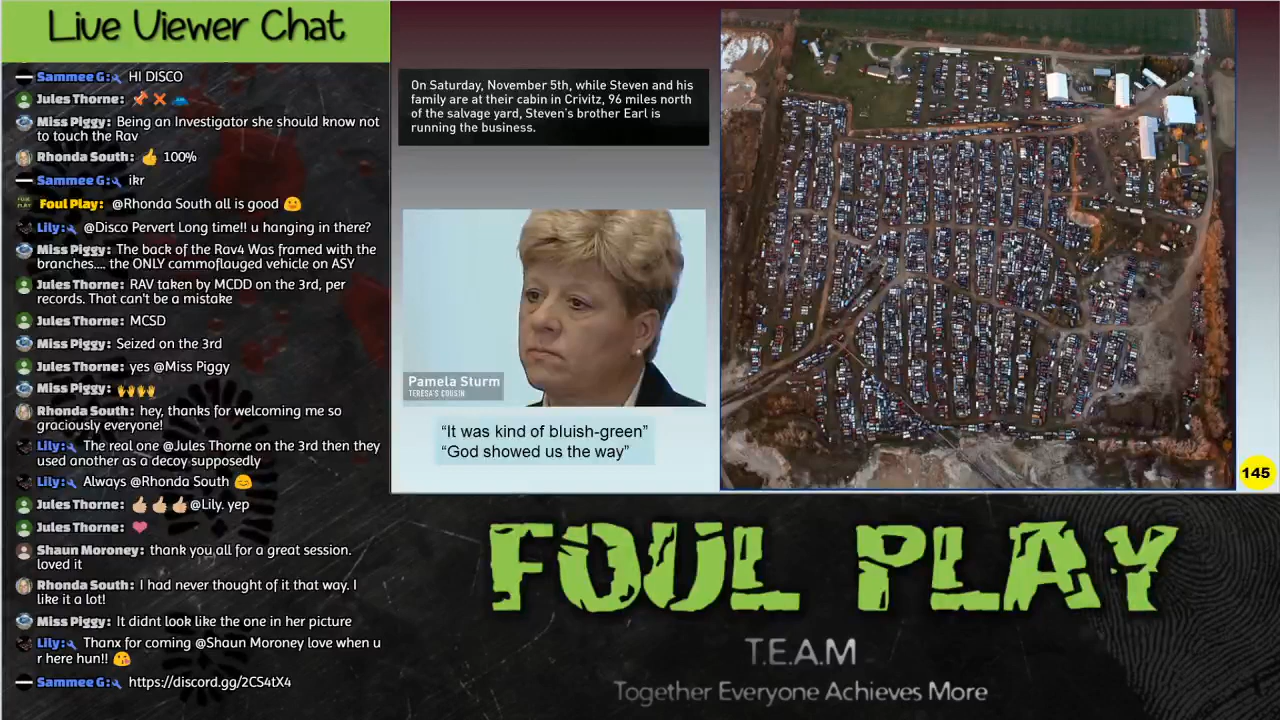 Live Viewer Chat
Sammee G: HI DISCO
Jules Thorne:
Miss Piggy: Being an Investigator she should know not
to touch the Rav
Rhonda South: 👍 100%
Sammee G: ikr
Foul Play: @Rhonda South all is good 🙂
Lily: @Disco Pervert Long time!! u hanging in there?
Miss Piggy: The back of the Rav4 Was framed with the
branches.... the ONLY cammoflauged vehicle on ASY
Jules Thorne: RAV taken by MCDD on the 3rd, per
records. That can't be a mistake
Jules Thorne: MCSD
Miss Piggy: Seized on the 3rd
Jules Thorne: yes @Miss Piggy
Miss Piggy: 🙌🙌
Rhonda South: hey, thanks for welcoming me so
graciously everyone!
Lily: The real one @Jules Thorne on the 3rd then they
used another as a decoy supposedly
Lily: Always @Rhonda South 😊
Jules Thorne: 👍👍👍@Lily. yep
Jules Thorne: ❤
Shaun Moroney: thank you all for a great session.
loved it
Rhonda South: I had never thought of it that way. I
like it a lot!
Miss Piggy: It didnt look like the one in her picture
Lily: Thanx for coming @Shaun Moroney love when u
r here hun!! 😘
Sammee G: https://discord.gg/2CS4tX4
On Saturday, November 5th, while Steven and his
family are at their cabin in Crivitz, 96 miles north
of the salvage yard, Steven's brother Earl is
running the business.
Pamela Sturm
TERESA'S COUSIN
“It was kind of bluish-green”
“God showed us the way”
145
FOUL PLAY
T.E.A.M
Together Everyone Achieves More